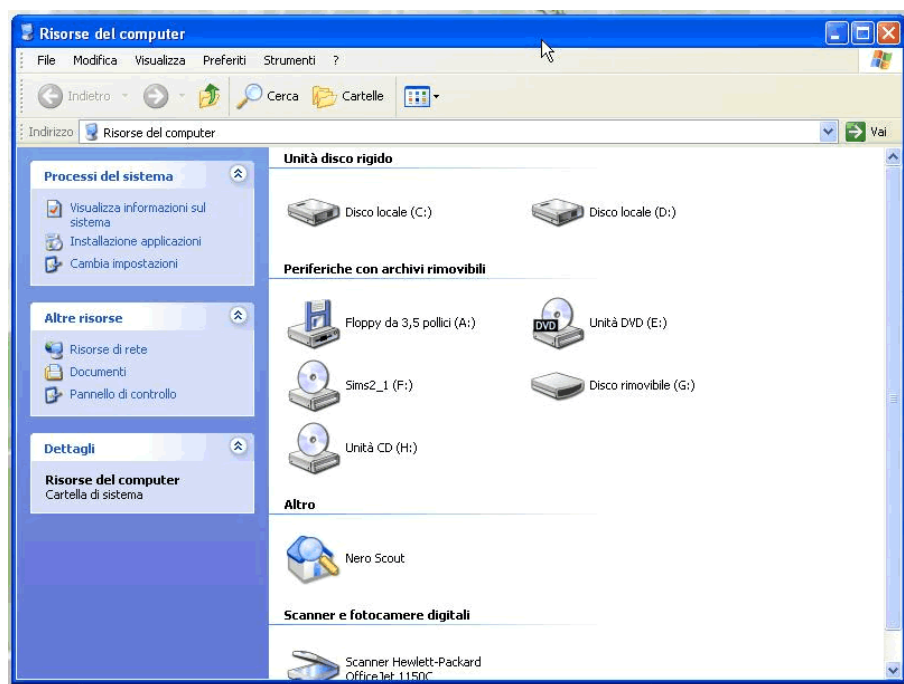 Risorse del computer
File Modifica Visualizza Preferiti Strumenti ?
Indietro Cerca Cartelle
Indirizzo Risorse del computer Vai
Processi del sistema
Visualizza informazioni sul
sistema
Installazione applicazioni
Cambia impostazioni
Altre risorse
Risorse di rete
Documenti
Pannello di controllo
Dettagli
Risorse del computer
Cartella di sistema
Unità disco rigido
Disco locale (C:) Disco locale (D:)
Periferiche con archivi rimovibili
Floppy da 3,5 pollici (A:) DVD Unità DVD (E:)
Sims2_1 (F:) Disco rimovibile (G:)
Unità CD (H:)
Altro
Nero Scout
Scanner e fotocamere digitali
Scanner Hewlett-Packard
OfficeJet 1150C